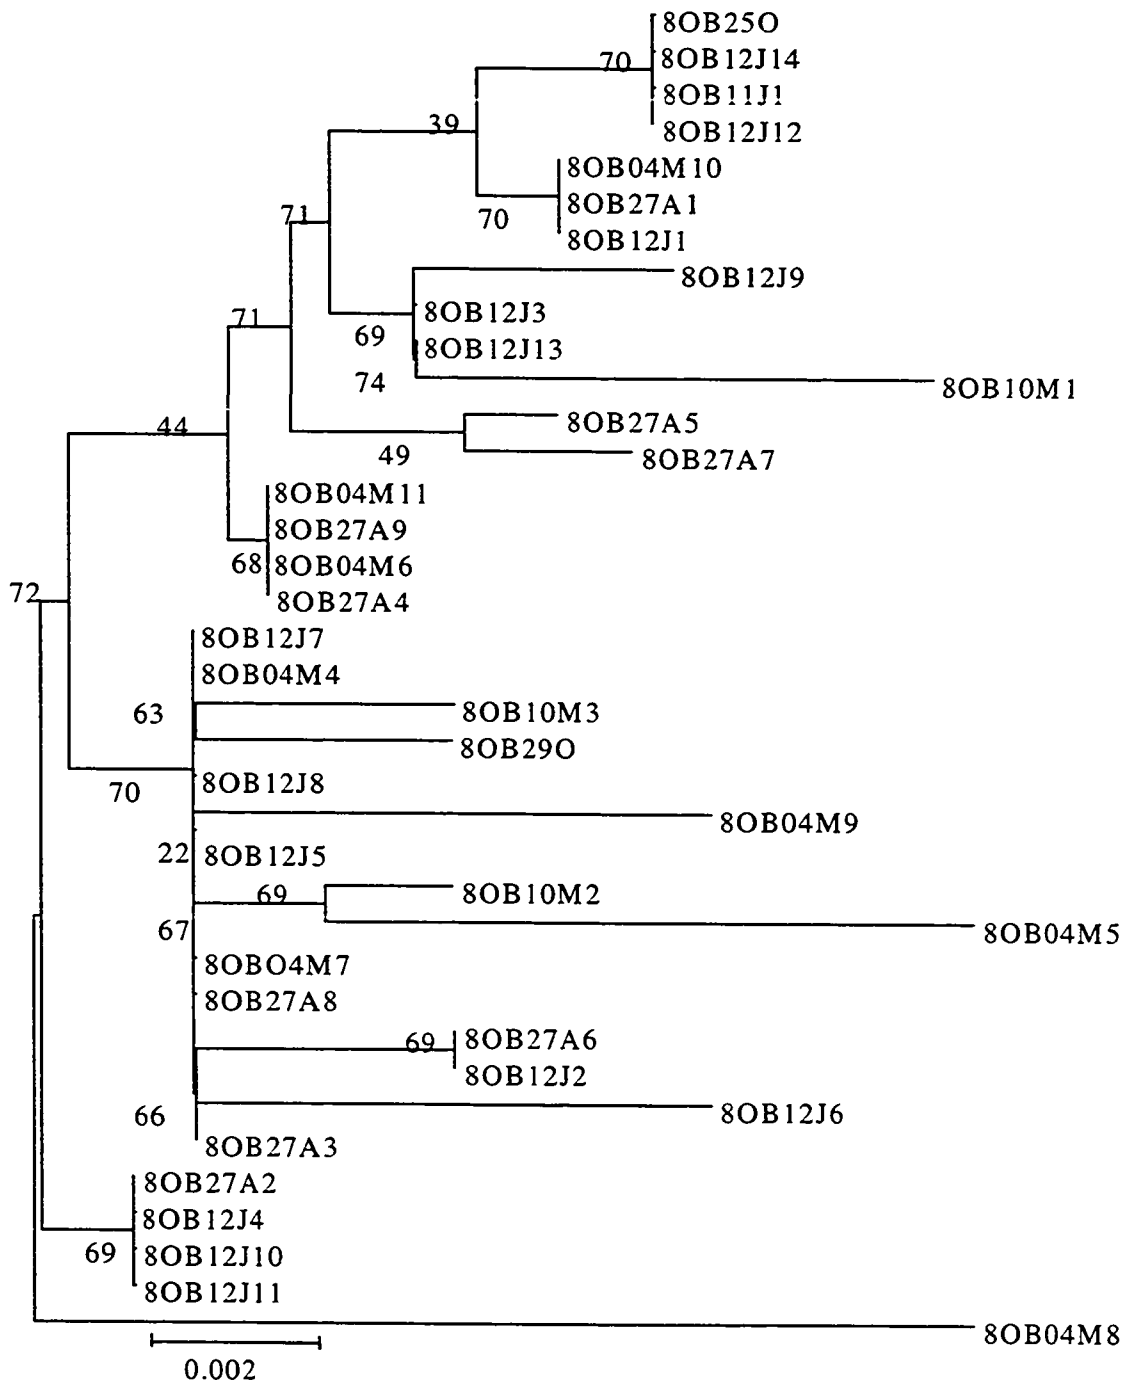 8OB25O
70 8OB12J14
8OB11J1
39 8OB12J12
8OB04M10
8OB27A1
71 70
8OB12J1
8OB12J9
71 8OB12J3
69 8OB12J13
74 8OB10M1
44 8OB27A5
49 8OB27A7
8OB04M11
8OB27A9
68 8OB04M6
72 8OB27A4
8OB12J7
8OB04M4
63 8OB10M3
8OB29O
70 8OB12J8
8OB04M9
22 8OB12J5
69 8OB10M2
67 8OB04M5
8OBO4M7
8OB27A8
69 8OB27A6
8OB12J2
66 8OB12J6
8OB27A3
8OB27A2
8OB12J4
69 8OB12J10
8OB12J11
8OB04M8
0.002